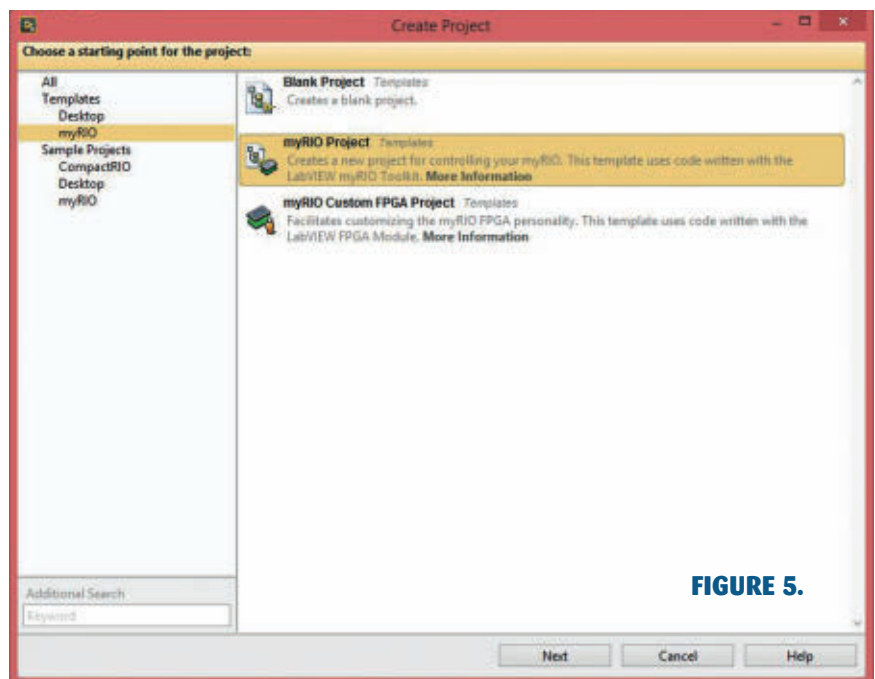 Create Project
Choose a starting point for the project:
All
Templates
Desktop
myRIO
Sample Projects
CompactRIO
Desktop
myRIO
Additional Search
Keyword
Blank Project Templates
Creates a blank project.
myRIO Project Templates
Creates a new project for controlling your myRIO. This template uses code written with the
LabVIEW myRIO Toolkit. More Information
myRIO Custom FPGA Project Templates
Facilitates customizing the myRIO FPGA personality. This template uses code written with the
LabVIEW FPGA Module. More Information
FIGURE 5.
Next Cancel Help